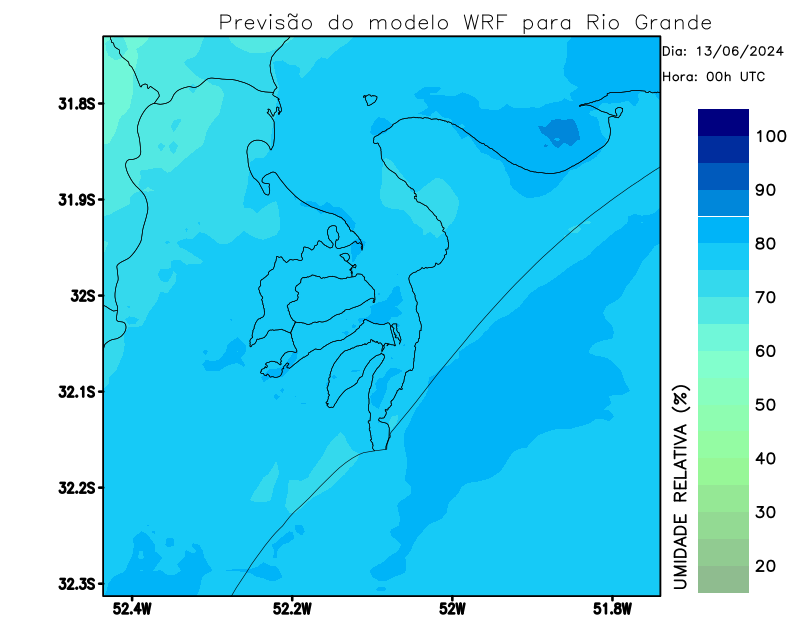 Previsão do modelo WRF para Rio Grande
Dia: 13/06/2024
Hora: 00h UTC
31.8S
31.9S
32S
32.1S
32.2S
32.3S
52.4W 52.2W 52W 51.8W
100
90
80
70
60
50
40
30
20
UMIDADE RELATIVA (%)